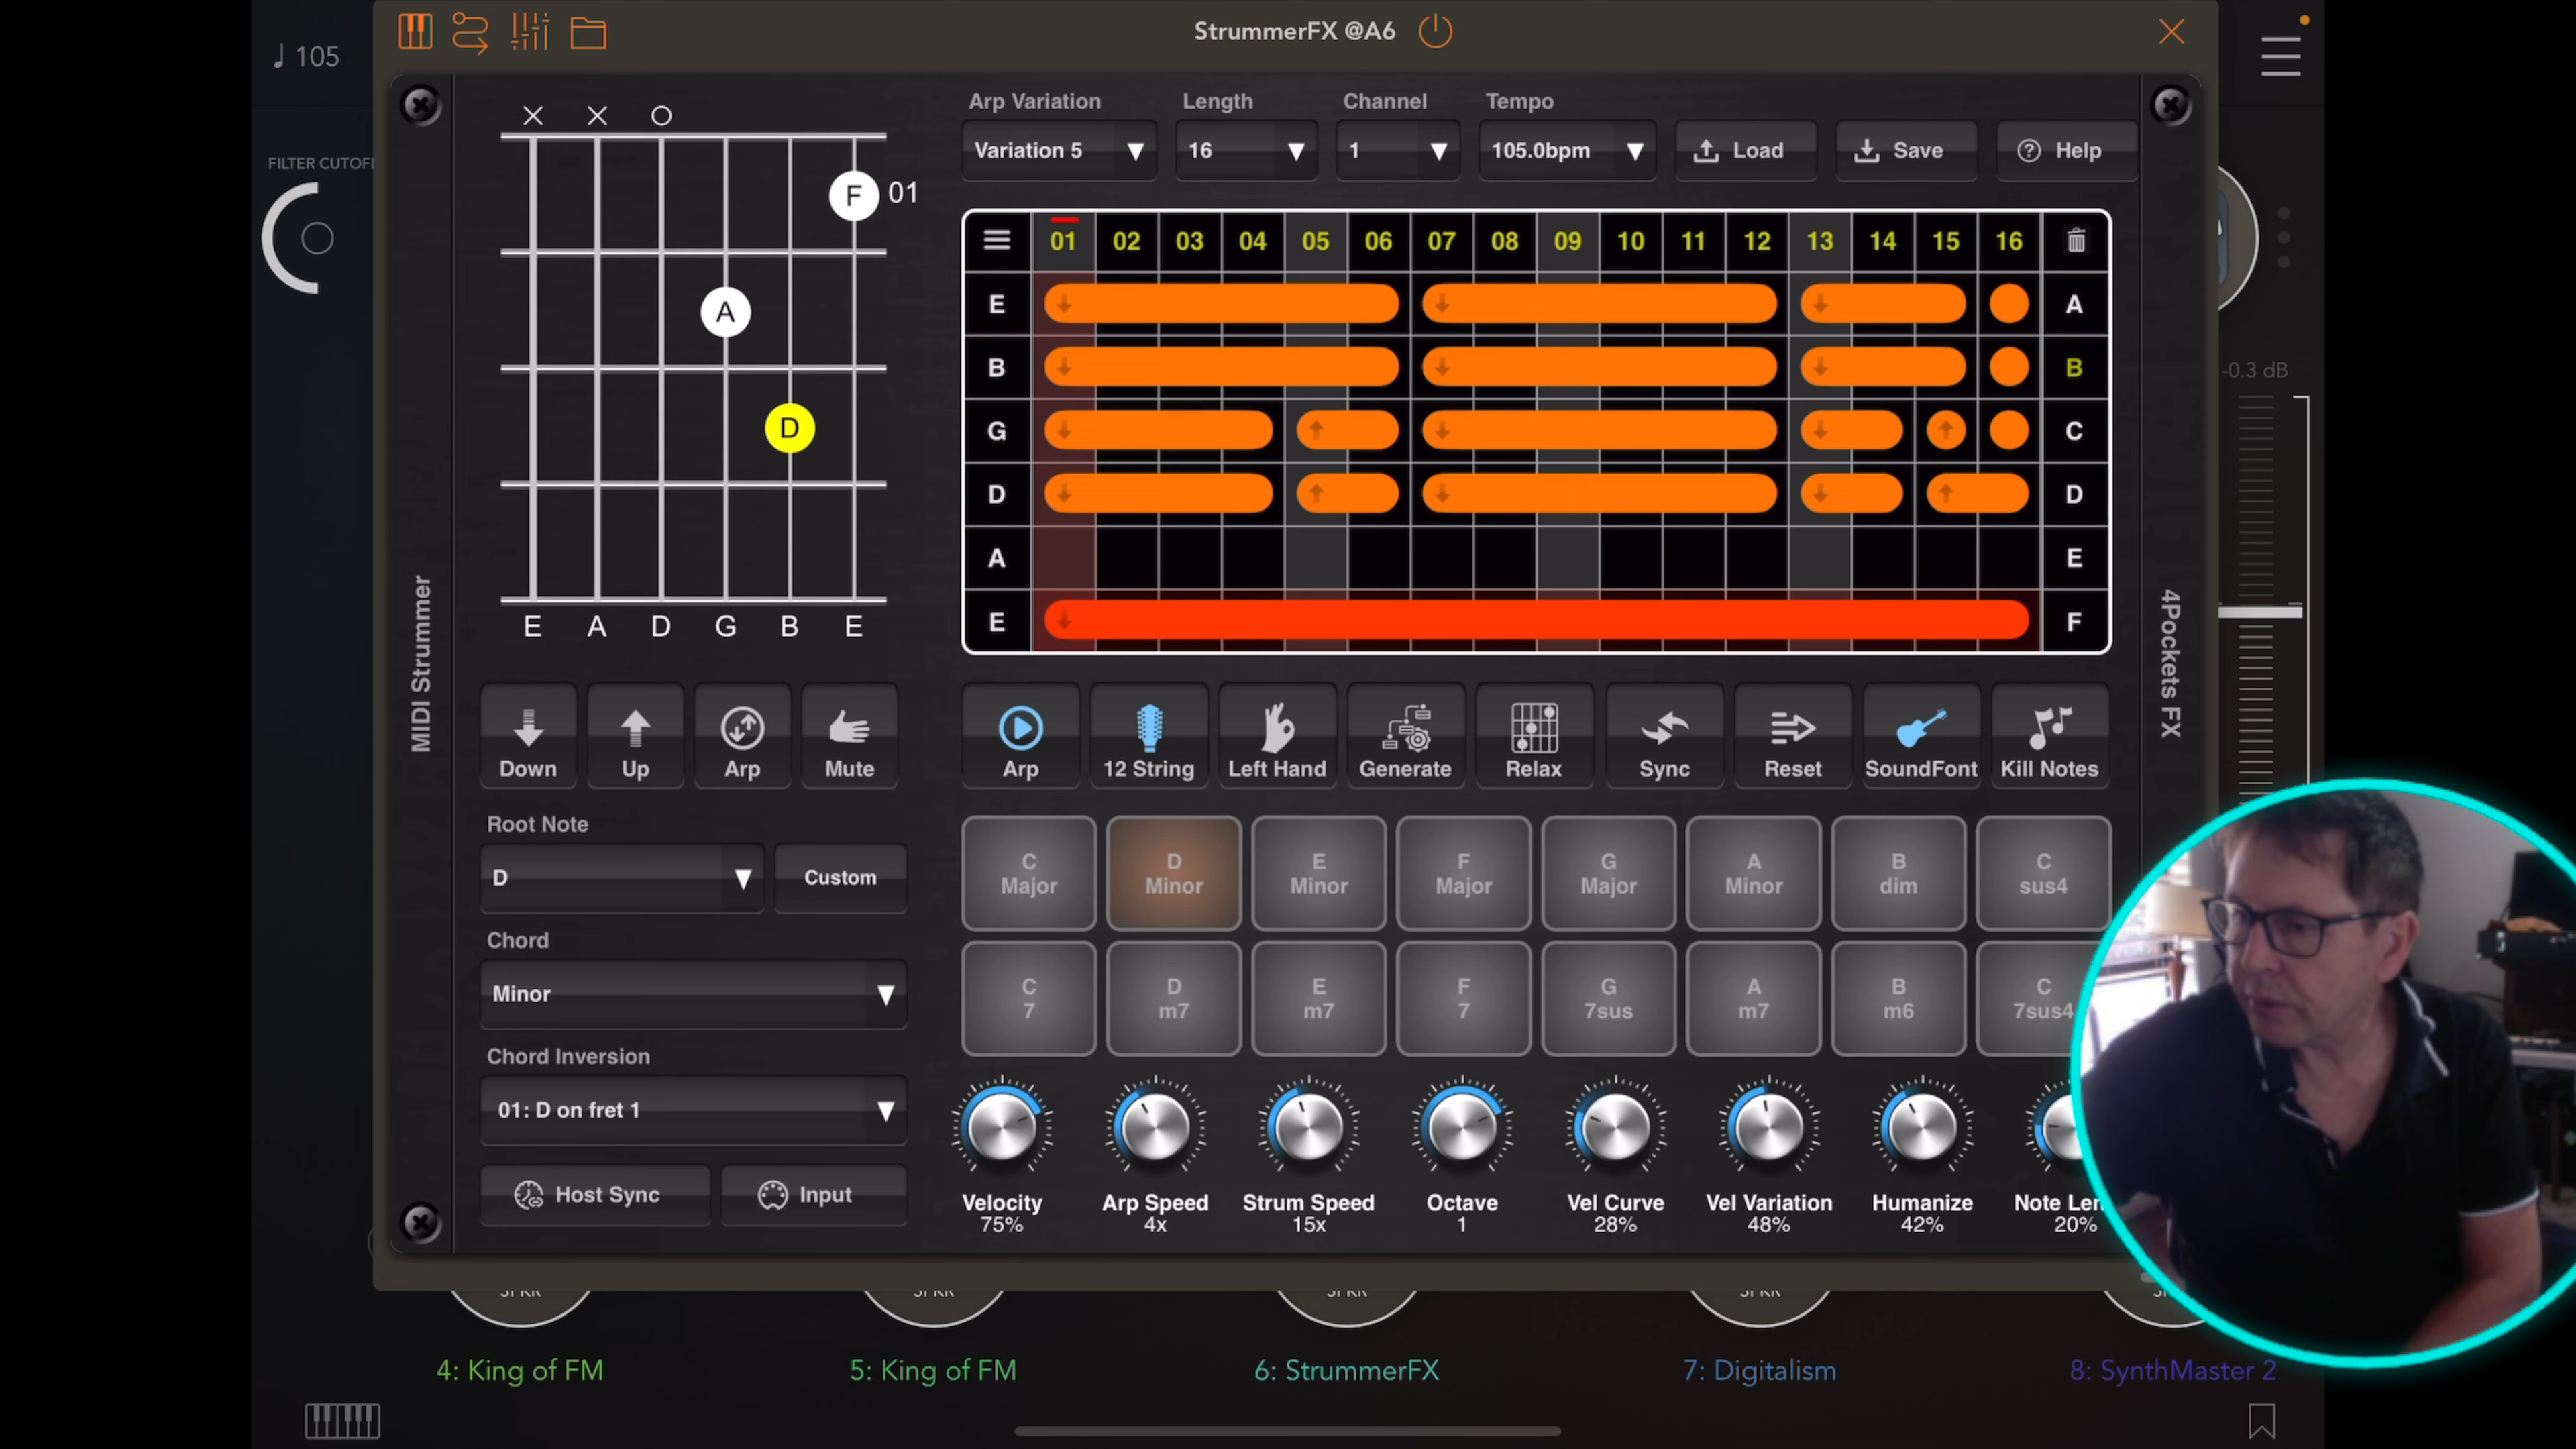 StrummerFX @A6
♩ 105
Arp Variation Length Channel Tempo
Variation 5 16 1 105.0bpm Load Save Help
FILTER CUTOFF
F 01
A
D
E A D G B E
01 02 03 04 05 06 07 08 09 10 11 12 13 14 15 16
E A
B B
G C
D D
A E
E F
-0.3 dB
MIDI Strummer
4Pockets FX
Down Up Arp Mute
Arp 12 String Left Hand Generate Relax Sync Reset SoundFont Kill Notes
Root Note
D Custom
Chord
Minor
Chord Inversion
01: D on fret 1
Host Sync Input
C Major D Minor E Minor F Major G Major A Minor B dim C sus4
C 7 D m7 E m7 F 7 G 7sus A m7 B m6 C 7sus4
Velocity Arp Speed Strum Speed Octave Vel Curve Vel Variation Humanize Note Len
75% 4x 15x 1 28% 48% 42% 20%
4: King of FM 5: King of FM 6: StrummerFX 7: Digitalism 8: SynthMaster 2